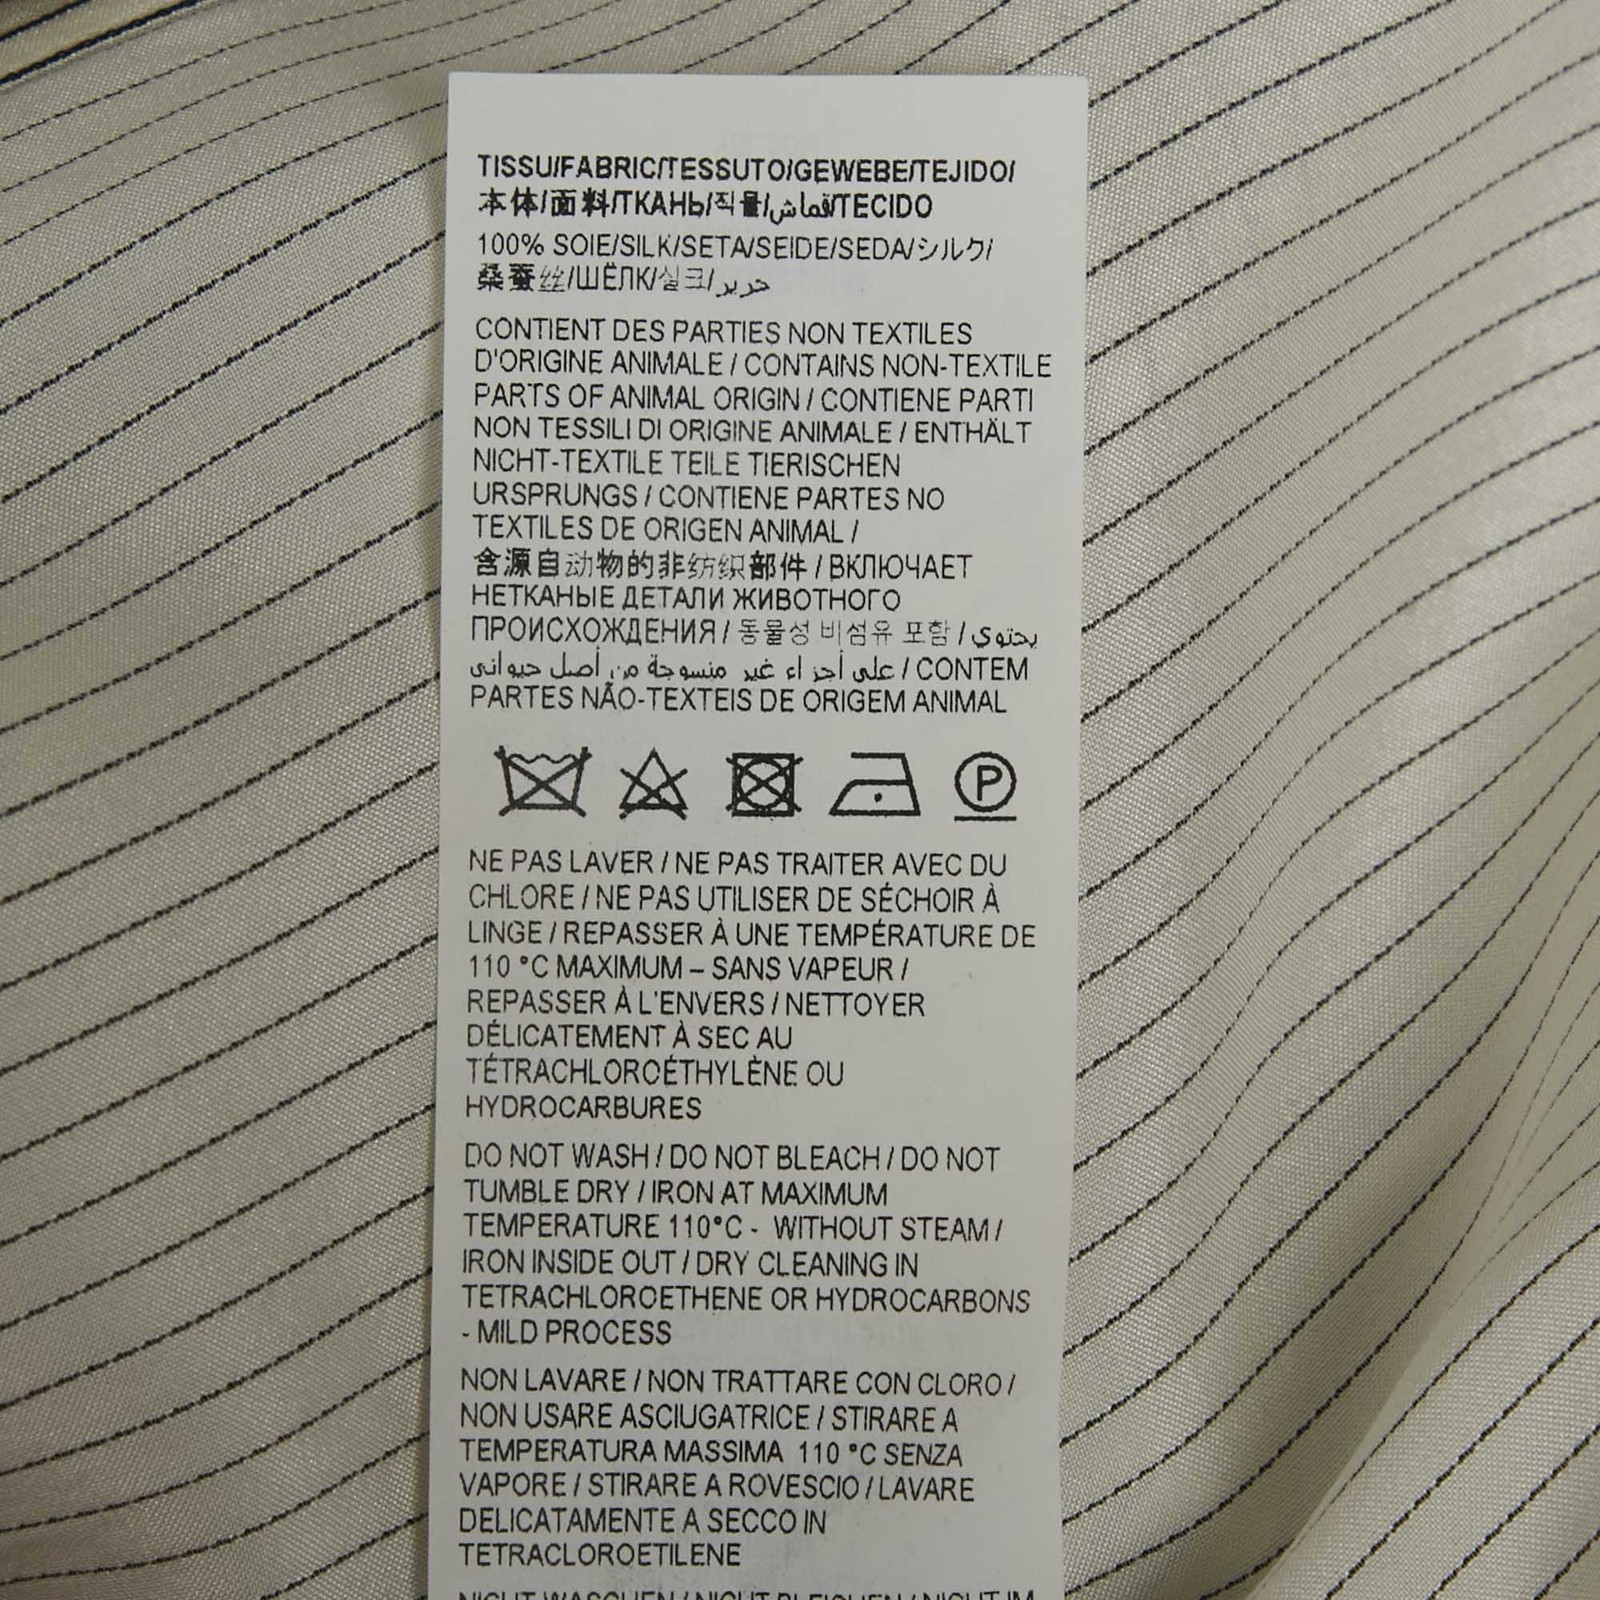 TISSU/FABRIC/TESSUTO/GEWEBE/TEJIDO/
本体/面料/ТКАНЬ/직물/قماش/TECIDO
100% SOIE/SILK/SETA/SEIDE/SEDA/シルク/
桑蚕丝/ШЁЛК/실크/حرير
CONTIENT DES PARTIES NON TEXTILES
D'ORIGINE ANIMALE / CONTAINS NON-TEXTILE
PARTS OF ANIMAL ORIGIN / CONTIENE PARTI
NON TESSILI DI ORIGINE ANIMALE / ENTHÄLT
NICHT-TEXTILE TEILE TIERISCHEN
URSPRUNGS / CONTIENE PARTES NO
TEXTILES DE ORIGEN ANIMAL /
含源自动物的非纺织部件 / ВКЛЮЧАЕТ
НЕТКАНЫЕ ДЕТАЛИ ЖИВОТНОГО
ПРОИСХОЖДЕНИЯ / 동물성 비섬유 포함 / يحتوي
على أجزاء غير منسوجة من أصل حيواني / CONTEM
PARTES NÃO-TEXTEIS DE ORIGEM ANIMAL
P
NE PAS LAVER / NE PAS TRAITER AVEC DU
CHLORE / NE PAS UTILISER DE SÉCHOIR À
LINGE / REPASSER À UNE TEMPÉRATURE DE
110 °C MAXIMUM – SANS VAPEUR /
REPASSER À L'ENVERS / NETTOYER
DÉLICATEMENT À SEC AU
TÉTRACHLOROÉTHYLÈNE OU
HYDROCARBURES
DO NOT WASH / DO NOT BLEACH / DO NOT
TUMBLE DRY / IRON AT MAXIMUM
TEMPERATURE 110°C - WITHOUT STEAM /
IRON INSIDE OUT / DRY CLEANING IN
TETRACHLOROETHENE OR HYDROCARBONS
- MILD PROCESS
NON LAVARE / NON TRATTARE CON CLORO /
NON USARE ASCIUGATRICE / STIRARE A
TEMPERATURA MASSIMA 110 °C SENZA
VAPORE / STIRARE A ROVESCIO / LAVARE
DELICATAMENTE A SECCO IN
TETRACLOROETILENE
NICHT WASCHEN / NICHT BLEICHEN / NICHT IM